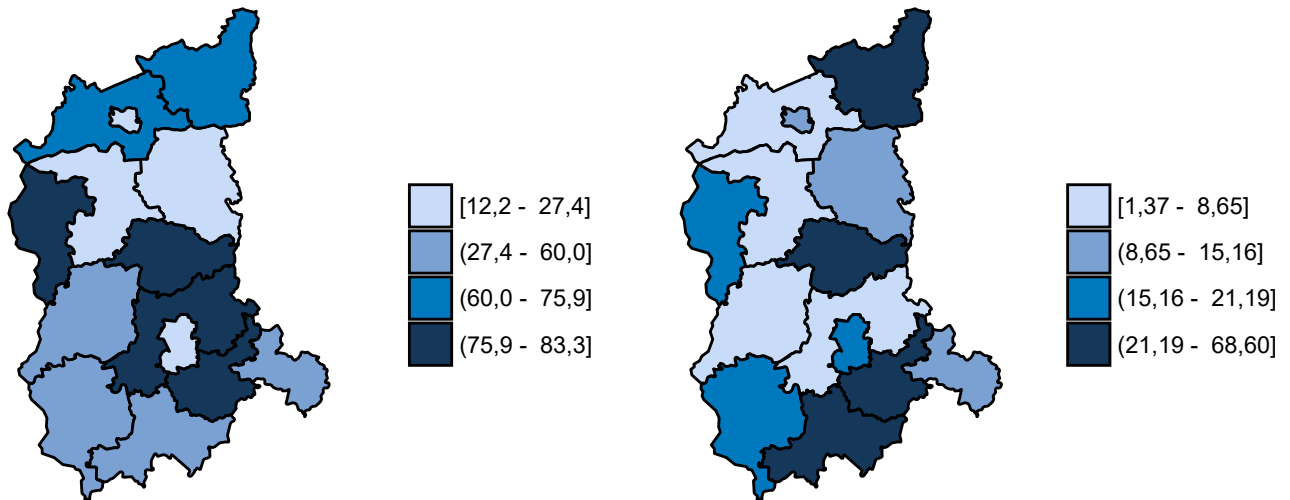 [12,2 -  27,4]
(27,4 -  60,0]
(60,0 -  75,9]
(75,9 -  83,3]
[1,37 -  8,65]
(8,65 -  15,16]
(15,16 -  21,19]
(21,19 -  68,60]